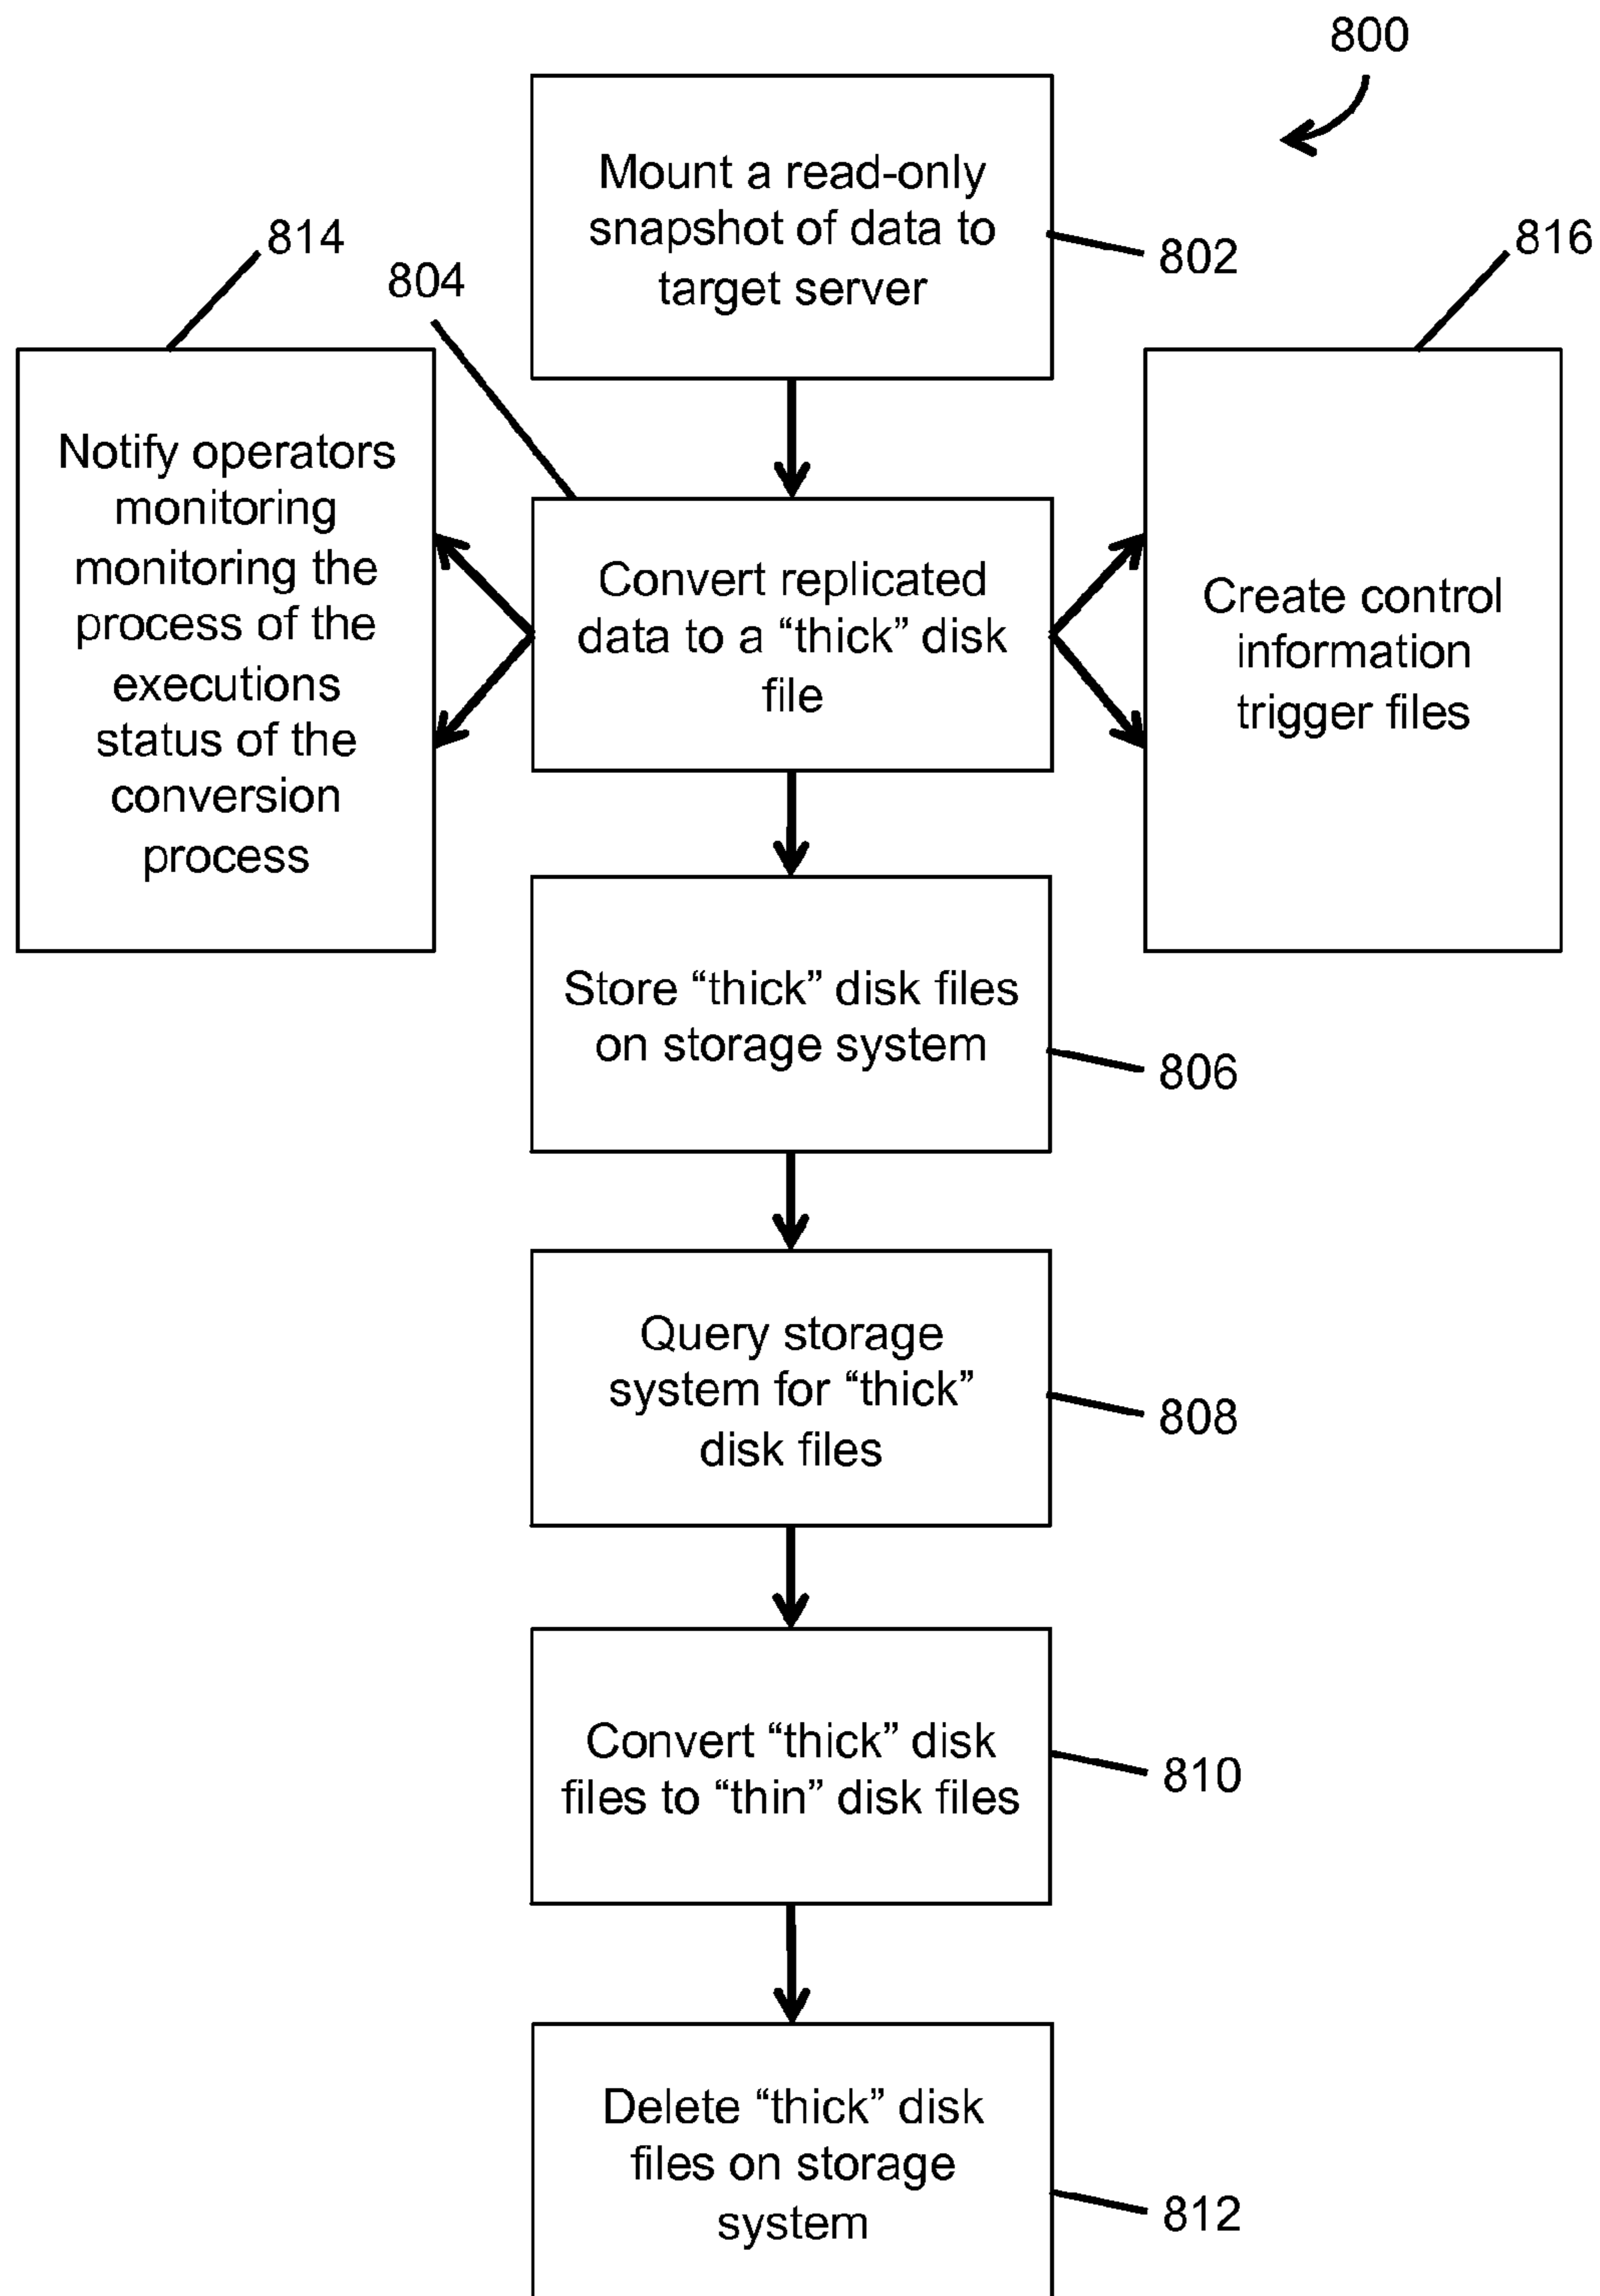 800
Mount a read-only
snapshot of data to
target server
802
814
804
816
Notify operators
monitoring
monitoring the
process of the
executions
status of the
conversion
process
Convert replicated
data to a “thick” disk
file
Create control
information
trigger files
Store “thick” disk files
on storage system
806
Query storage
system for “thick”
disk files
808
Convert “thick” disk
files to “thin” disk files
810
Delete “thick” disk
files on storage
system
812